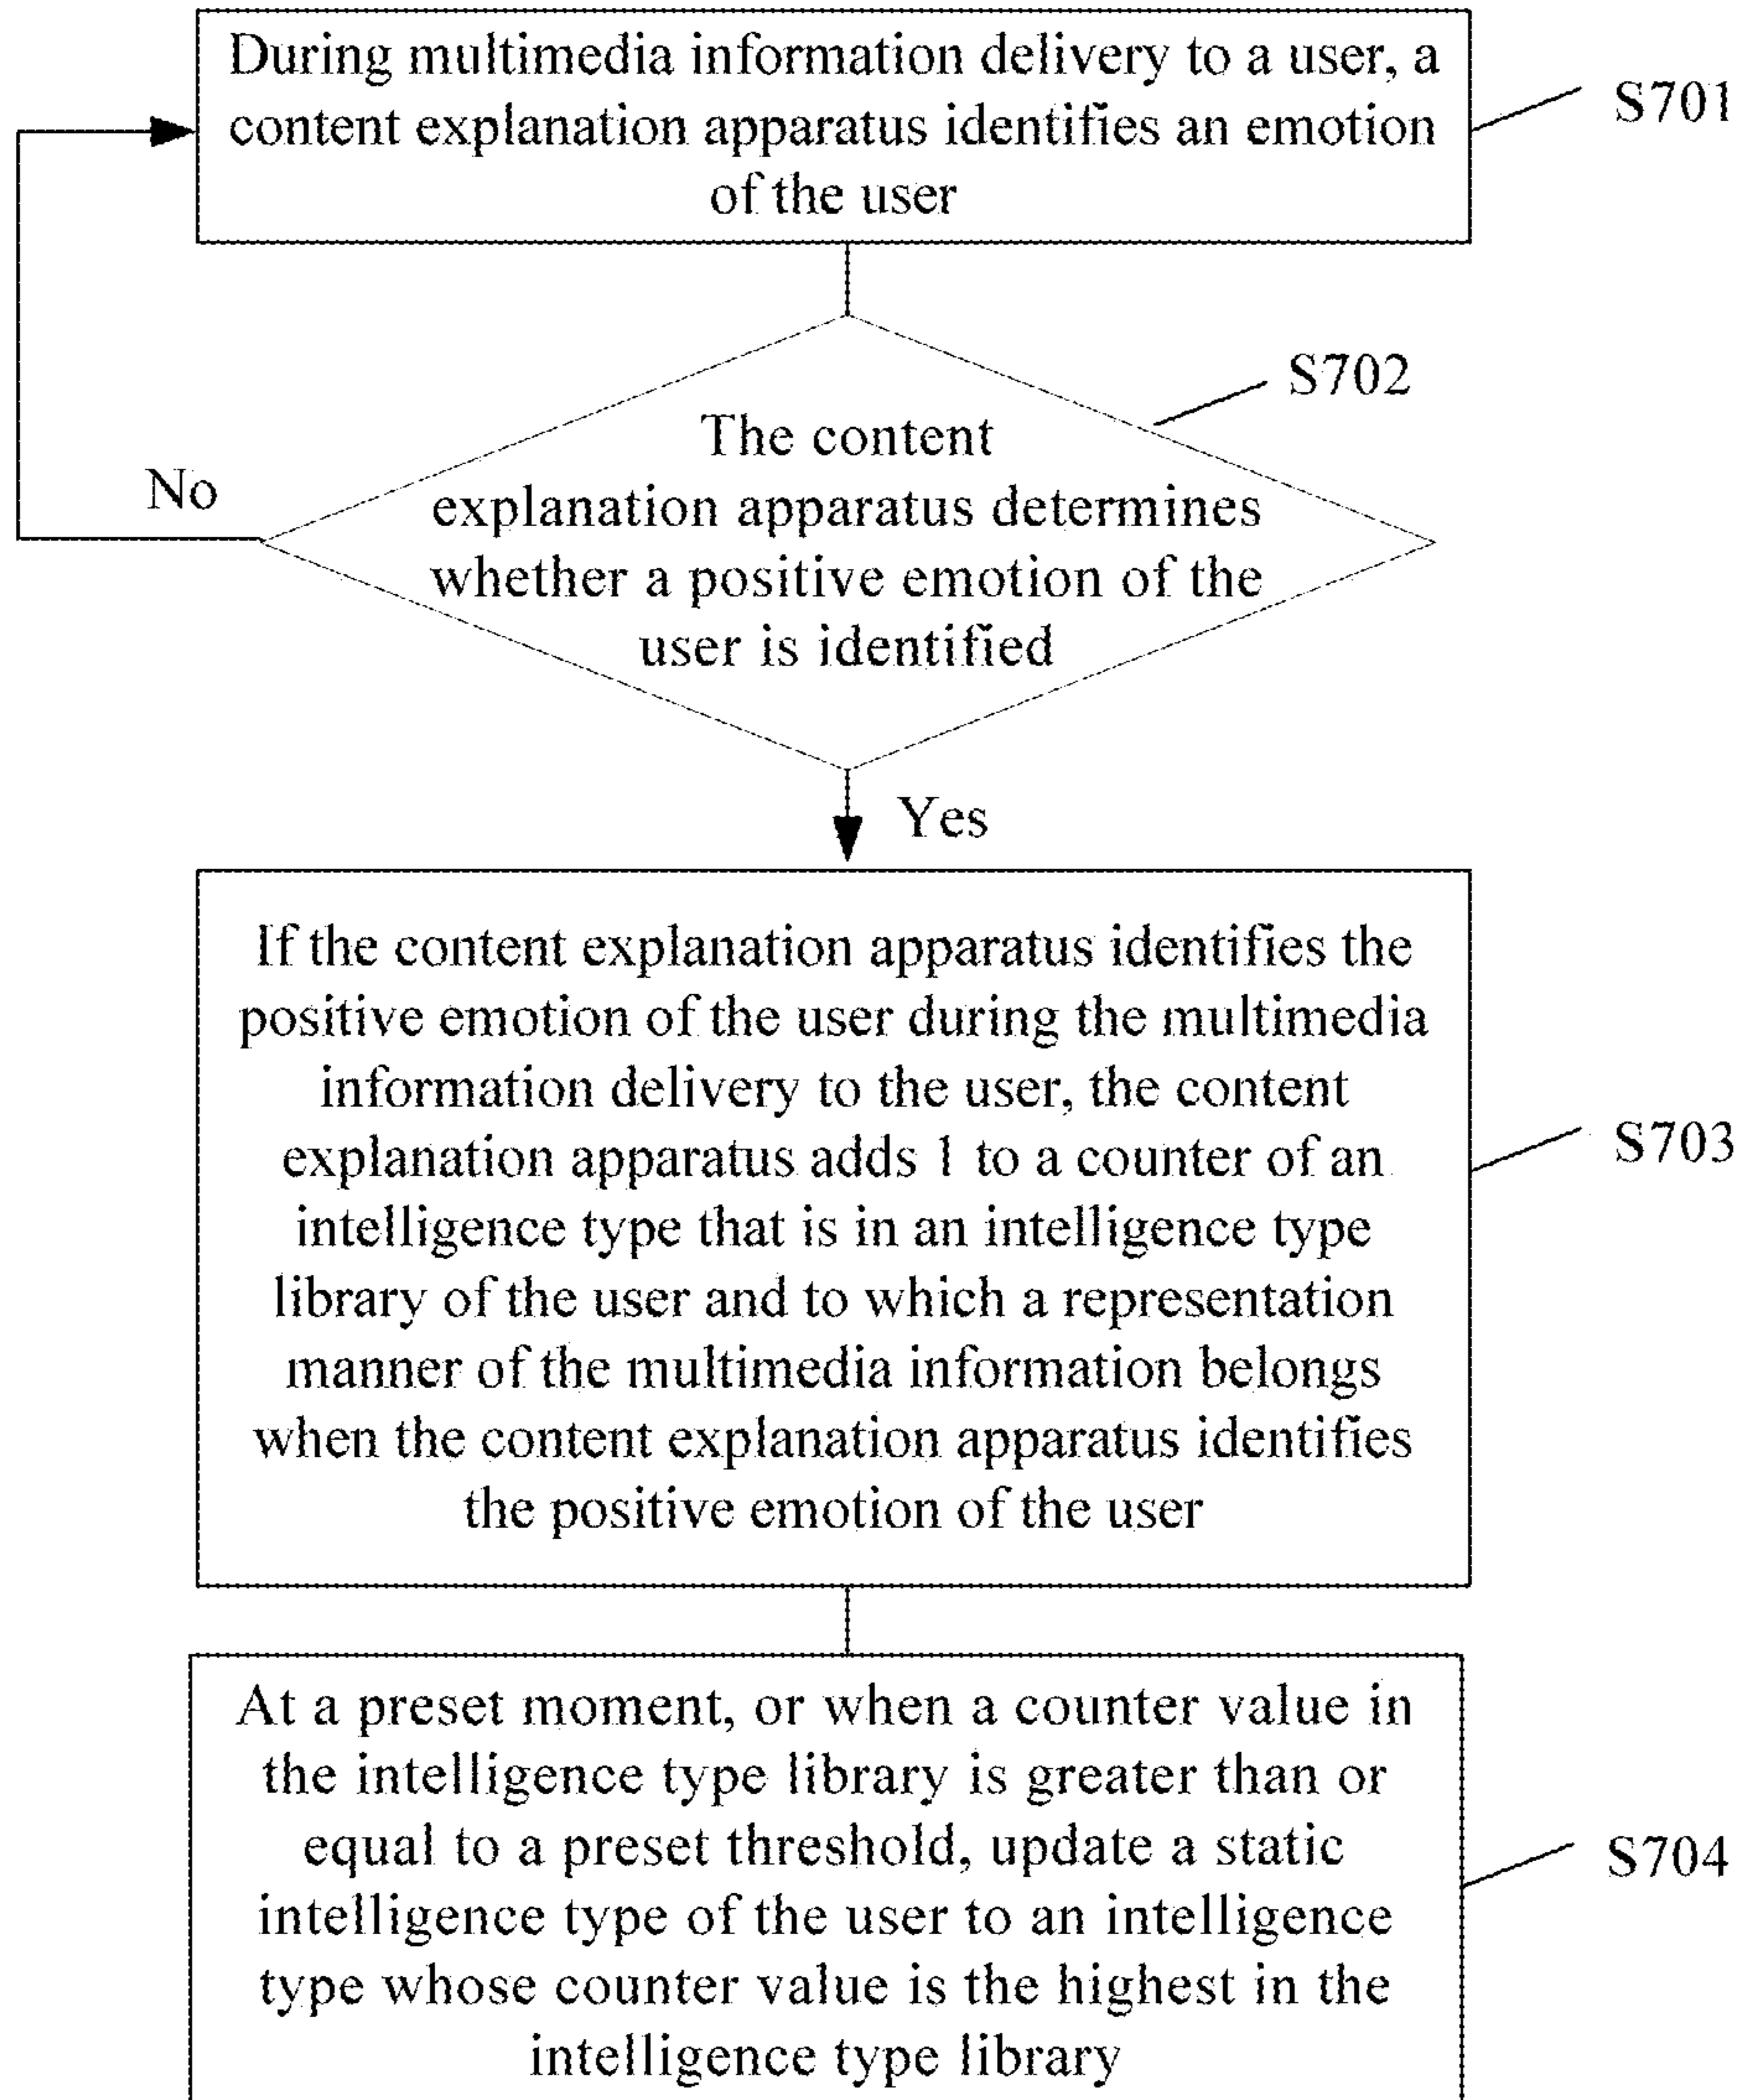 During multimedia information delivery to a user, a
content explanation apparatus identifies an emotion
of the user
S701
S702
The content
explanation apparatus determines
whether a positive emotion of the
user is identified
No
Yes
If the content explanation apparatus identifies the
positive emotion of the user during the multimedia
information delivery to the user, the content
explanation apparatus adds 1 to a counter of an
intelligence type that is in an intelligence type
library of the user and to which a representation
manner of the multimedia information belongs
when the content explanation apparatus identifies
the positive emotion of the user
S703
At a preset moment, or when a counter value in
the intelligence type library is greater than or
equal to a preset threshold, update a static
intelligence type of the user to an intelligence
type whose counter value is the highest in the
intelligence type library
S704